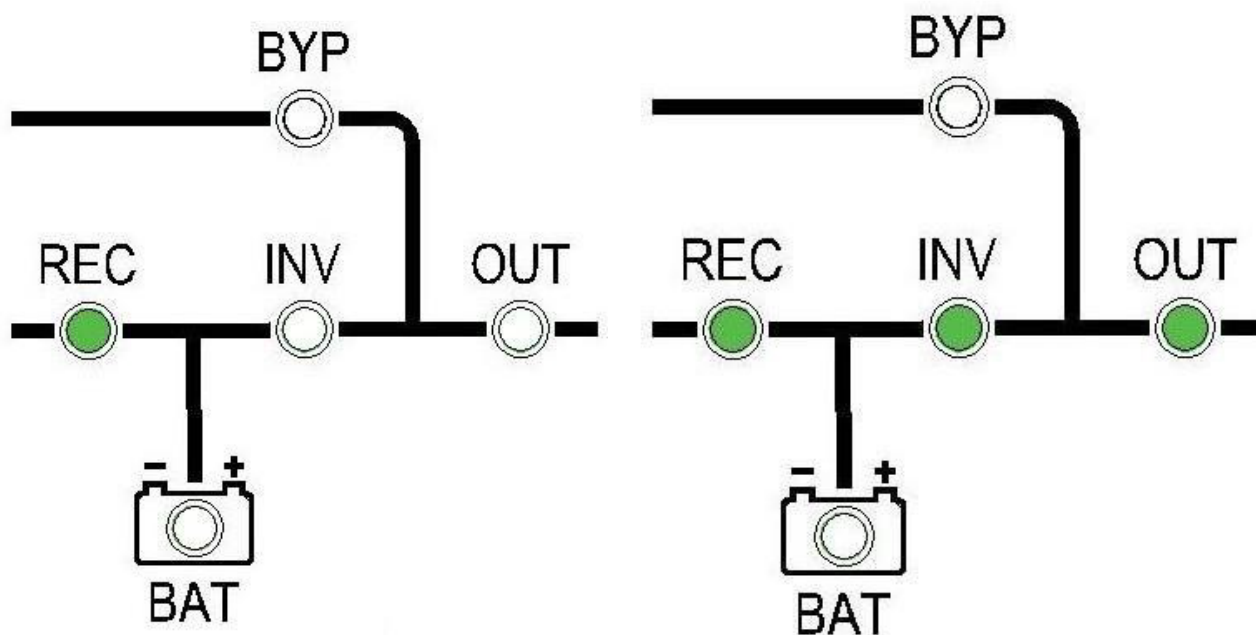 BYP
REC INV OUT
- +
BAT
BYP
REC INV OUT
- +
BAT